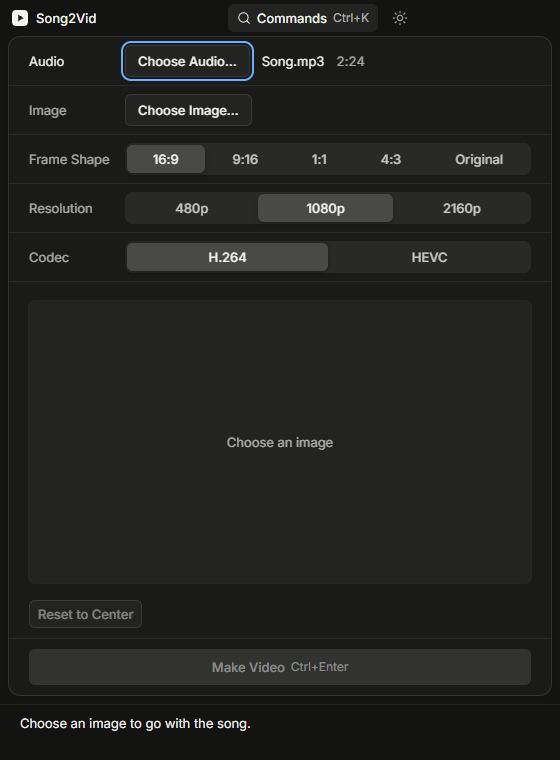 Song2Vid Commands Ctrl+K
Audio Choose Audio... Song.mp3 2:24
Image Choose Image...
Frame Shape 16:9 9:16 1:1 4:3 Original
Resolution 480p 1080p 2160p
Codec H.264 HEVC
Choose an image
Reset to Center
Make Video Ctrl+Enter
Choose an image to go with the song.